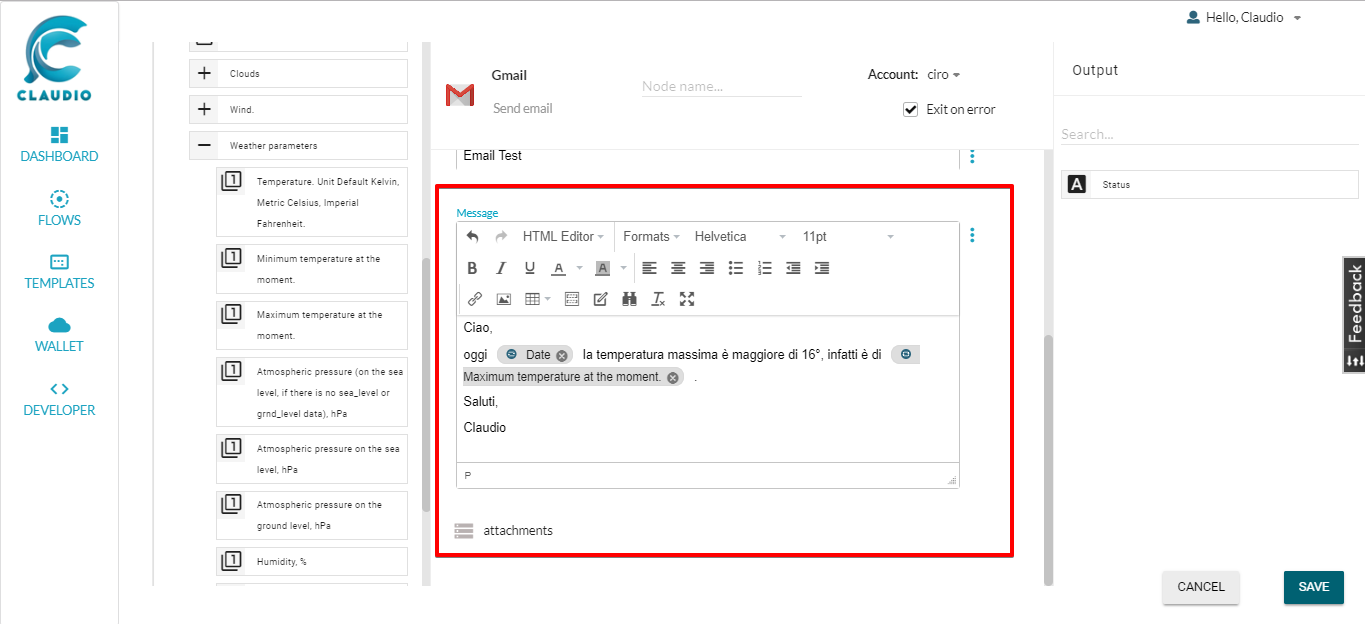 Hello, Claudio
CLAUDIO
DASHBOARD
FLOWS
TEMPLATES
WALLET
DEVELOPER
Clouds
Wind.
Weather parameters
Temperature. Unit Default Kelvin,
Metric Celsius, Imperial
Fahrenheit.
Minimum temperature at the
moment.
Maximum temperature at the
moment.
Atmospheric pressure (on the sea
level, if there is no sea_level or
grnd_level data), hPa
Atmospheric pressure on the sea
level, hPa
Atmospheric pressure on the
ground level, hPa
Humidity, %
Gmail
Send email
Node name...
Account: ciro
Exit on error
Email Test
Message
HTML Editor Formats Helvetica 11pt
Ciao,
oggi Date la temperatura massima è maggiore di 16°, infatti è di
Maximum temperature at the moment. .
Saluti,
Claudio
P
attachments
Output
Search...
A Status
Feedback
CANCEL
SAVE